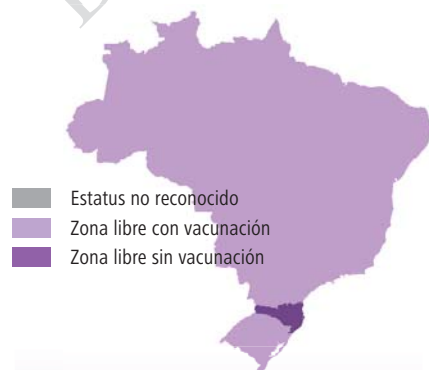 Estatus no reconocido
Zona libre con vacunación
Zona libre sin vacunación